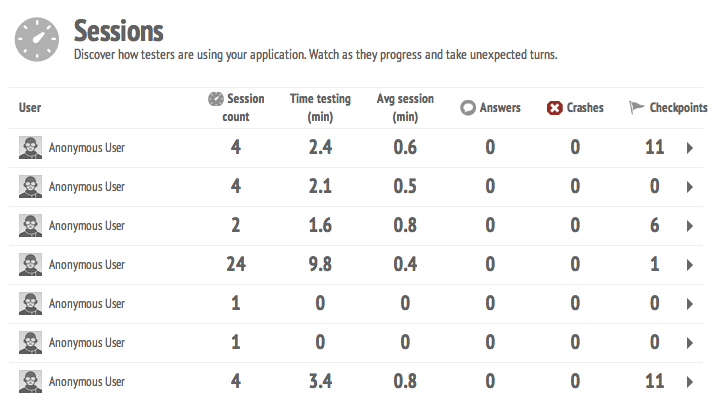 Sessions
Discover how testers are using your application. Watch as they progress and take unexpected turns.
User Session count Time testing (min) Avg session (min) Answers Crashes Checkpoints
Anonymous User 4 2.4 0.6 0 0 11
Anonymous User 4 2.1 0.5 0 0 0
Anonymous User 2 1.6 0.8 0 0 6
Anonymous User 24 9.8 0.4 0 0 1
Anonymous User 1 0 0 0 0 0
Anonymous User 1 0 0 0 0 0
Anonymous User 4 3.4 0.8 0 0 11